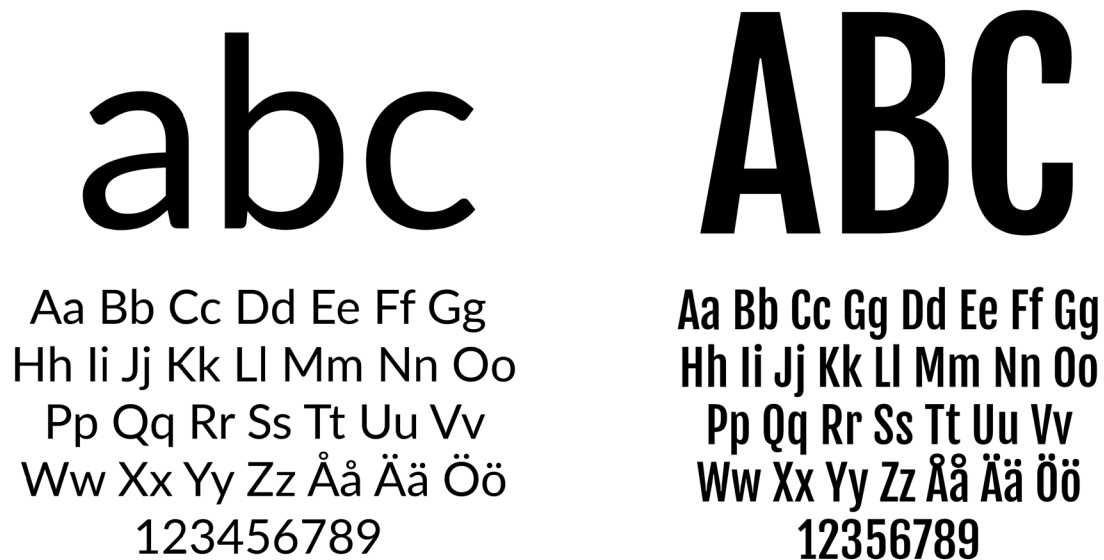 abc
Aa Bb Cc Dd Ee Ff Gg
Hh Ii Jj Kk Ll Mm Nn Oo
Pp Qq Rr Ss Tt Uu Vv
Ww Xx Yy Zz Åå Ää Öö
123456789
ABC
Aa Bb Cc Gg Dd Ee Ff Gg
Hh Ii Jj Kk Ll Mm Nn Oo
Pp Qq Rr Ss Tt Uu Vv
Ww Xx Yy Zz Åå Ää Öö
12356789